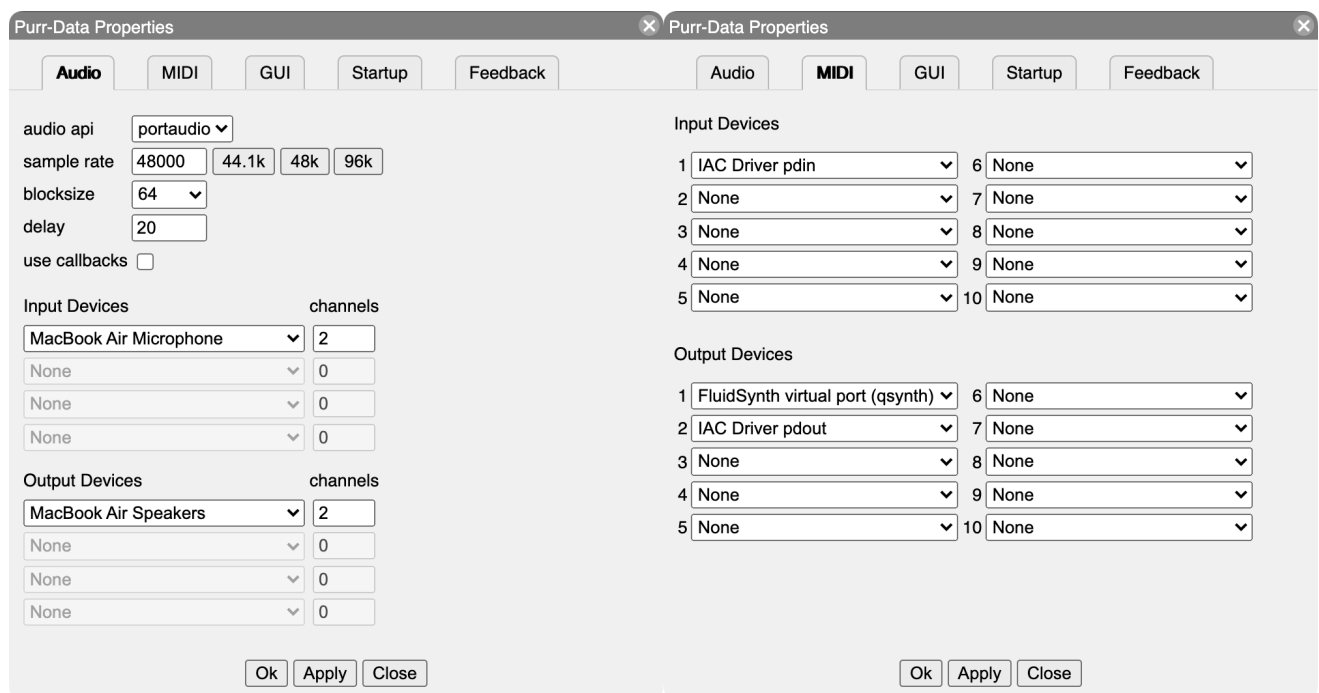 Purr-Data Properties
Audio MIDI GUI Startup Feedback
audio api portaudio
sample rate 48000 44.1k 48k 96k
blocksize 64
delay 20
use callbacks
Input Devices channels
MacBook Air Microphone 2
None 0
None 0
None 0
Output Devices channels
MacBook Air Speakers 2
None 0
None 0
None 0
Ok Apply Close
Purr-Data Properties
Audio MIDI GUI Startup Feedback
Input Devices
1 IAC Driver pdin 6 None
2 None 7 None
3 None 8 None
4 None 9 None
5 None 10 None
Output Devices
1 FluidSynth virtual port (qsynth) 6 None
2 IAC Driver pdout 7 None
3 None 8 None
4 None 9 None
5 None 10 None
Ok Apply Close